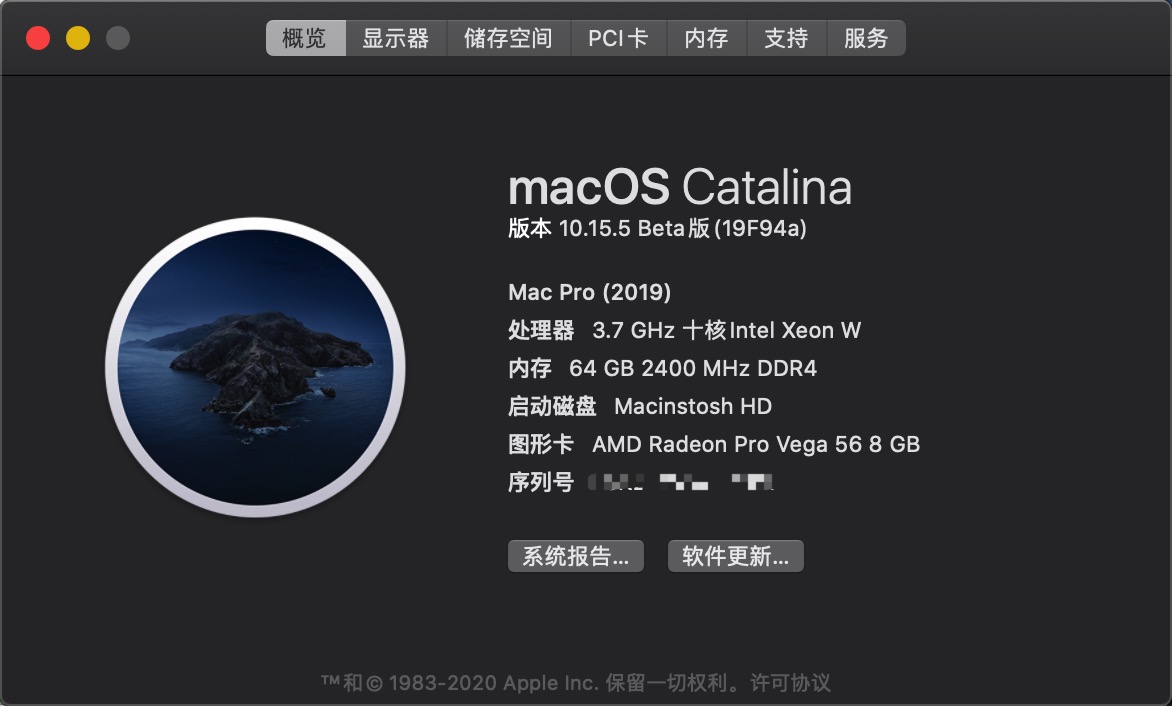 概览 显示器 储存空间 PCI卡 内存 支持 服务
macOS Catalina
版本 10.15.5 Beta版(19F94a)
Mac Pro (2019)
处理器 3.7 GHz 十核Intel Xeon W
内存 64 GB 2400 MHz DDR4
启动磁盘 Macinstosh HD
图形卡 AMD Radeon Pro Vega 56 8 GB
序列号
系统报告... 软件更新...
™和© 1983-2020 Apple Inc. 保留一切权利。许可协议